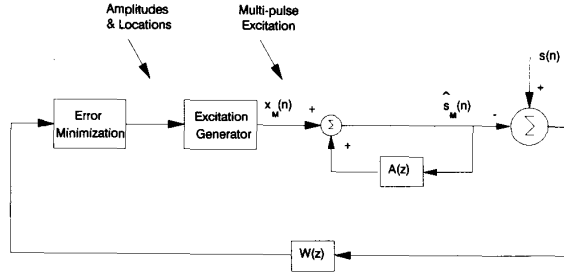 Amplitudes
& Locations
Multi-pulse
Excitation
s(n)
x_M(n)
+
ŝ_M(n)
+
Error
Minimization
Excitation
Generator
Σ
-
Σ
+
A(z)
W(z)